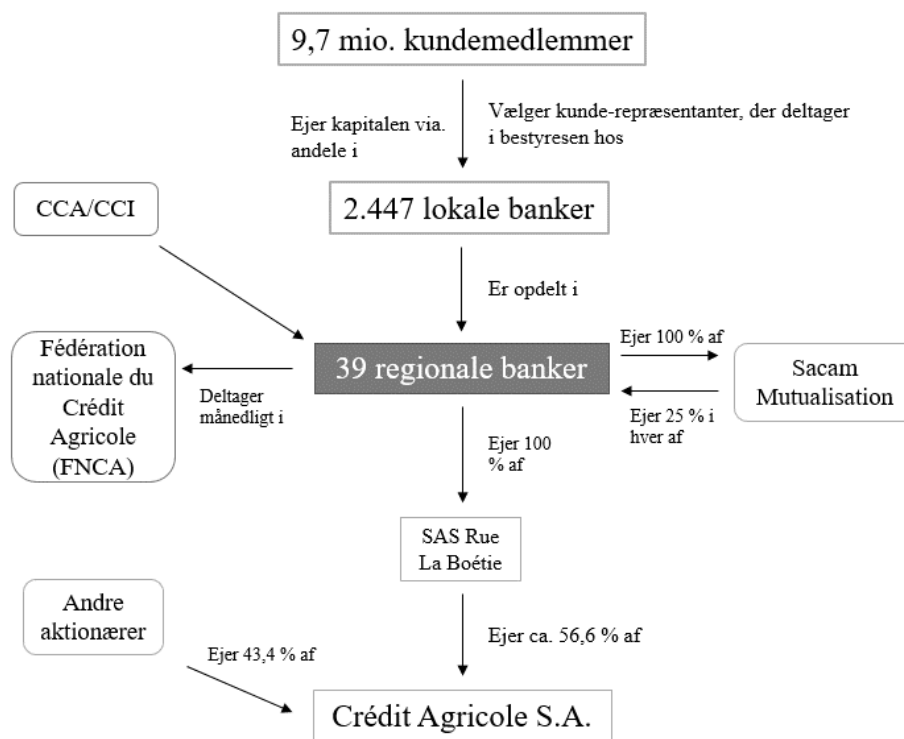 9,7 mio. kundemedlemmer
Ejer kapitalen via.
andele i
Vælger kunde-repræsentanter, der deltager
i bestyresen hos
CCA/CCI
2.447 lokale banker
Er opdelt i
Fédération
nationale du
Crédit
Agricole
(FNCA)
Deltager
månedligt i
39 regionale banker
Ejer 100 % af
Ejer 25 % i
hver af
Sacam
Mutualisation
Ejer 100
% af
SAS Rue
La Boétie
Andre
aktionærer
Ejer 43,4 % af
Ejer ca. 56,6 % af
Crédit Agricole S.A.